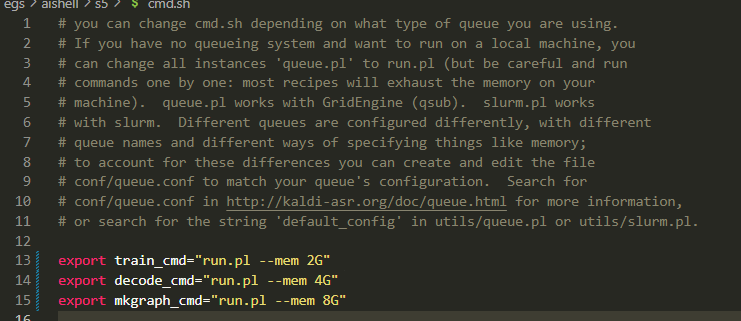 egs > aishell > s5 > $ cmd.sh
1 # you can change cmd.sh depending on what type of queue you are using.
2 # If you have no queueing system and want to run on a local machine, you
3 # can change all instances 'queue.pl' to run.pl (but be careful and run
4 # commands one by one: most recipes will exhaust the memory on your
5 # machine).  queue.pl works with GridEngine (qsub).  slurm.pl works
6 # with slurm.  Different queues are configured differently, with different
7 # queue names and different ways of specifying things like memory;
8 # to account for these differences you can create and edit the file
9 # conf/queue.conf to match your queue's configuration.  Search for
10 # conf/queue.conf in http://kaldi-asr.org/doc/queue.html for more information,
11 # or search for the string 'default_config' in utils/queue.pl or utils/slurm.pl.
12
13 export train_cmd="run.pl --mem 2G"
14 export decode_cmd="run.pl --mem 4G"
15 export mkgraph_cmd="run.pl --mem 8G"
16